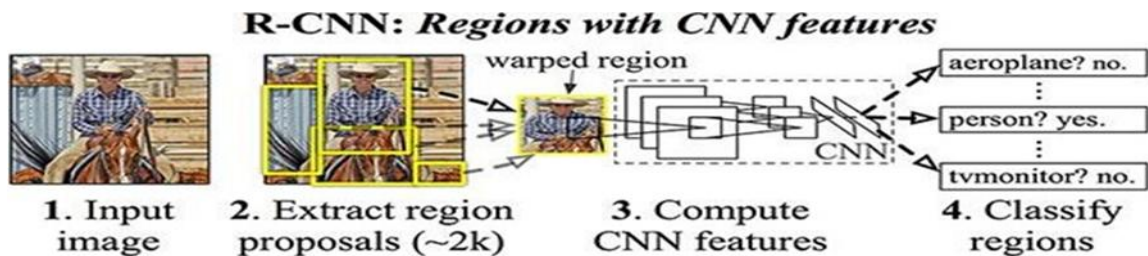 R-CNN: Regions with CNN features
warped region
aeroplane? no.
person? yes.
tvmonitor? no.
CNN
1. Input
image
2. Extract region
proposals (~2k)
3. Compute
CNN features
4. Classify
regions